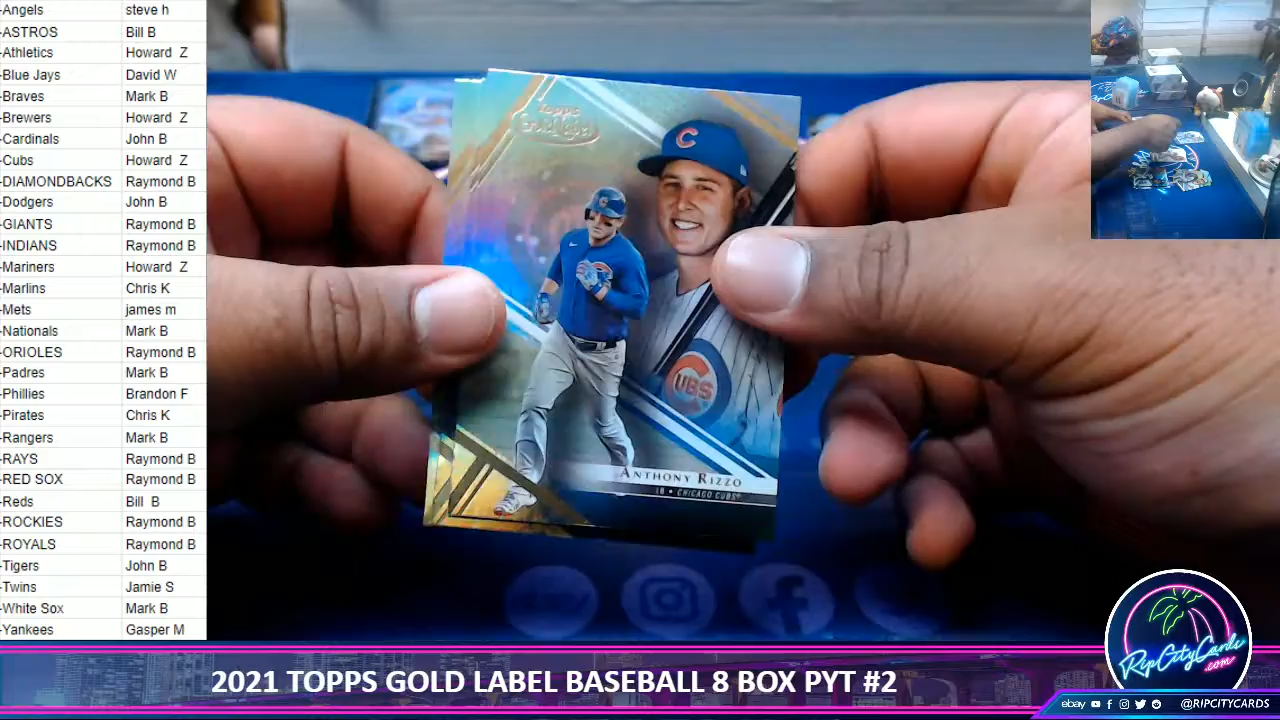 -Angels steve h
-ASTROS Bill B
-Athletics Howard Z
-Blue Jays David W
-Braves Mark B
-Brewers Howard Z
-Cardinals John B
-Cubs Howard Z
-DIAMONDBACKS Raymond B
-Dodgers John B
-GIANTS Raymond B
-INDIANS Raymond B
-Mariners Howard Z
-Marlins Chris K
-Mets james m
-Nationals Mark B
-ORIOLES Raymond B
-Padres Mark B
-Phillies Brandon F
-Pirates Chris K
-Rangers Mark B
-RAYS Raymond B
-RED SOX Raymond B
-Reds Bill B
-ROCKIES Raymond B
-ROYALS Raymond B
-Tigers John B
-Twins Jamie S
-White Sox Mark B
-Yankees Gasper M
Topps
Gold Label
C
C
CUBS
ANTHONY RIZZO
1B • CHICAGO CUBS®
RipCityCards
.com
2021 TOPPS GOLD LABEL BASEBALL 8 BOX PYT #2
ebay @RIPCITYCARDS